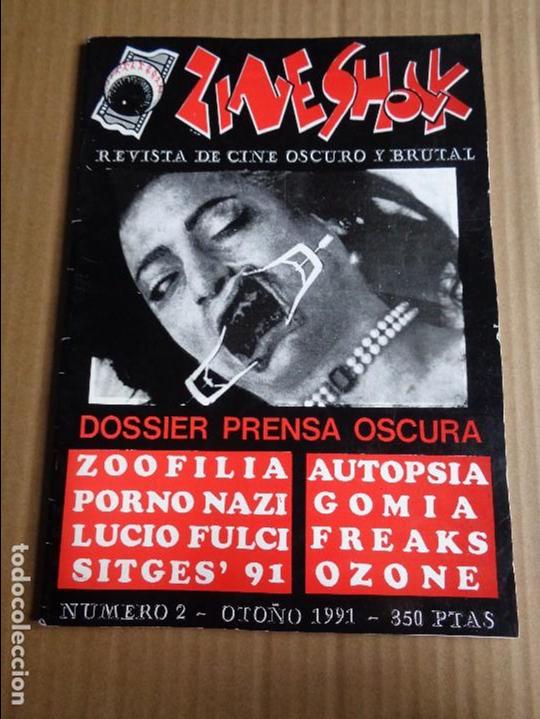 ZINESHOCK
REVISTA DE CINE OSCURO Y BRUTAL
DOSSIER PRENSA OSCURA
ZOOFILIA
PORNO NAZI
LUCIO FULCI
SITGES' 91
AUTOPSIA
GOMIA
FREAKS
OZONE
NUMERO 2 - OTOÑO 1991 - 350 PTAS
todocoleccion